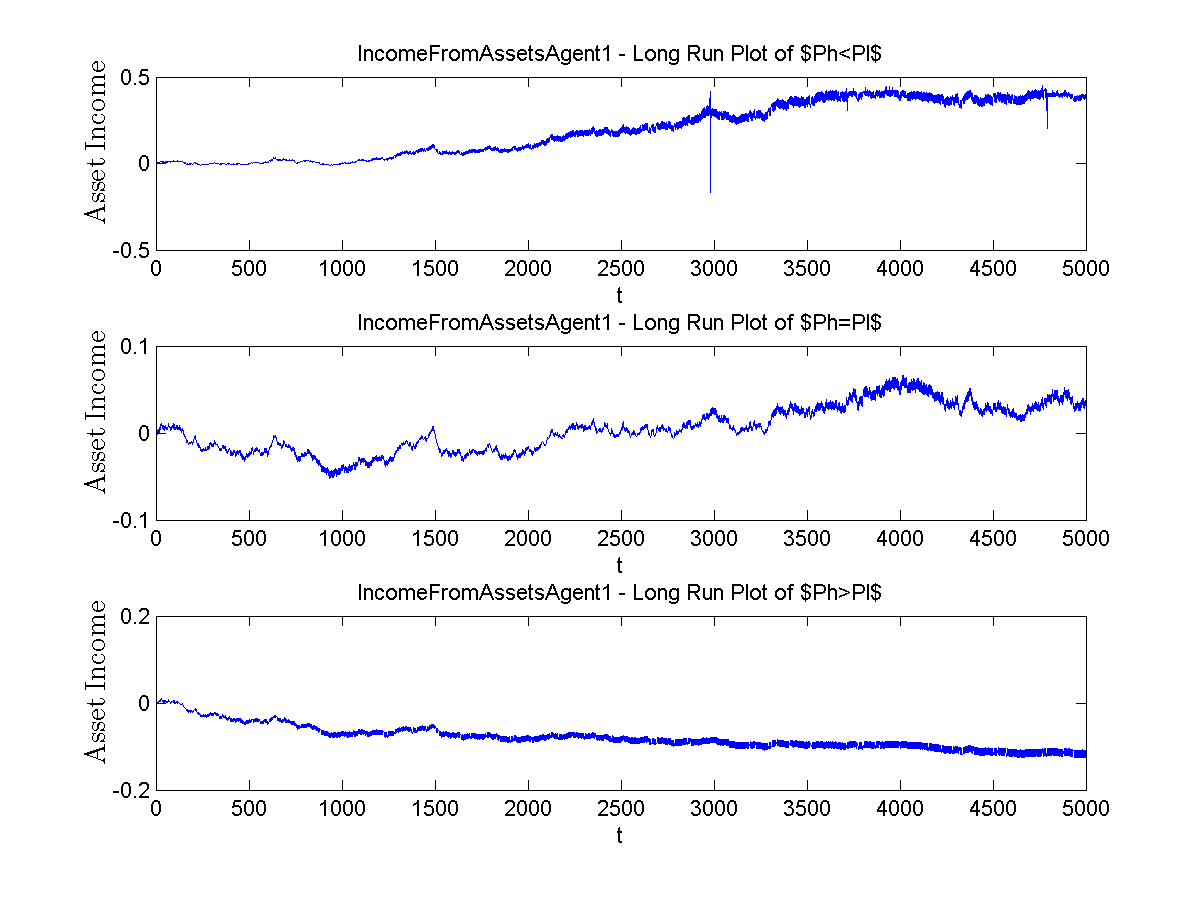 IncomeFromAssetsAgent1 - Long Run Plot of $Ph<Pl$
0.5
0
-0.5
Asset Income
0 500 1000 1500 2000 2500 3000 3500 4000 4500 5000
t
IncomeFromAssetsAgent1 - Long Run Plot of $Ph=Pl$
0.1
0
-0.1
Asset Income
0 500 1000 1500 2000 2500 3000 3500 4000 4500 5000
t
IncomeFromAssetsAgent1 - Long Run Plot of $Ph>Pl$
0.2
0
-0.2
Asset Income
0 500 1000 1500 2000 2500 3000 3500 4000 4500 5000
t